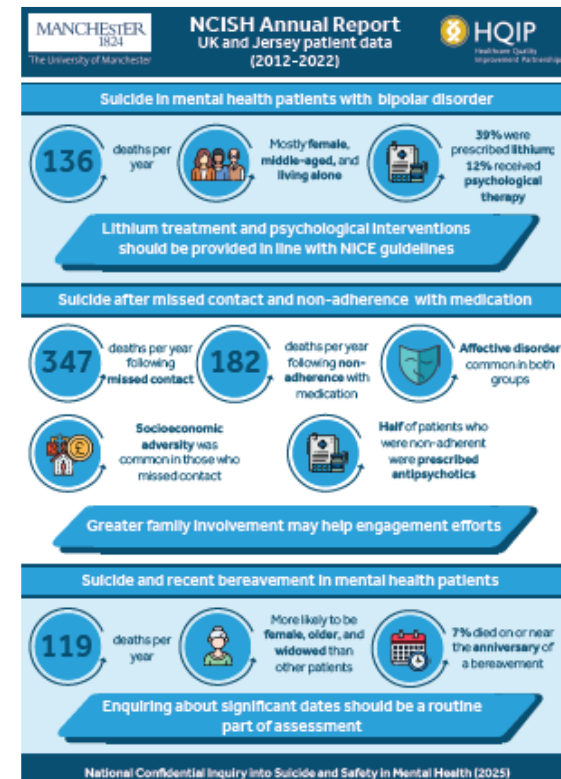 MANCHESTER
1824
The University of Manchester
NCISH Annual Report
UK and Jersey patient data
(2012-2022)
HQIP
Healthcare Quality
Improvement Partnership
Suicide in mental health patients with bipolar disorder
136
deaths per
year
Mostly female,
middle-aged, and
living alone
39% were
prescribed lithium;
12% received
psychological
therapy
Lithium treatment and psychological interventions
should be provided in line with NICE guidelines
Suicide after missed contact and non-adherence with medication
347
deaths per year
following
missed contact
182
deaths per year
following non-
adherence with
medication
Affective disorder
common in both
groups
Socioeconomic
adversity was
common in those who
missed contact
Half of patients who
were non-adherent
were prescribed
antipsychotics
Greater family involvement may help engagement efforts
Suicide and recent bereavement in mental health patients
119
deaths per
year
More likely to be
female, older, and
widowed than
other patients
7% died on or near
the anniversary of
a bereavement
Enquiring about significant dates should be a routine
part of assessment
National Confidential Inquiry into Suicide and Safety in Mental Health (2025)